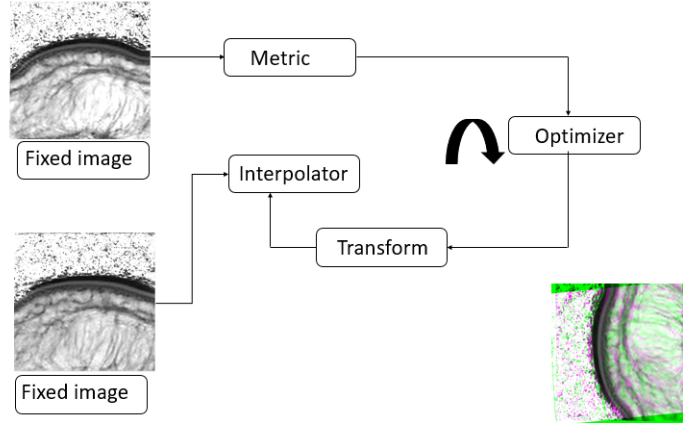 Metric
Optimizer
Fixed image
Interpolator
Transform
Fixed image